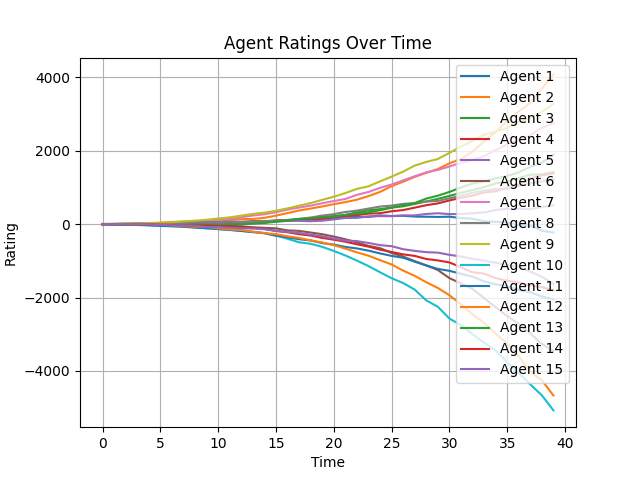 Agent Ratings Over Time
Rating
4000
2000
0
−2000
−4000
0
5
10
15
20
25
30
35
40
Time
Agent 1
Agent 2
Agent 3
Agent 4
Agent 5
Agent 6
Agent 7
Agent 8
Agent 9
Agent 10
Agent 11
Agent 12
Agent 13
Agent 14
Agent 15